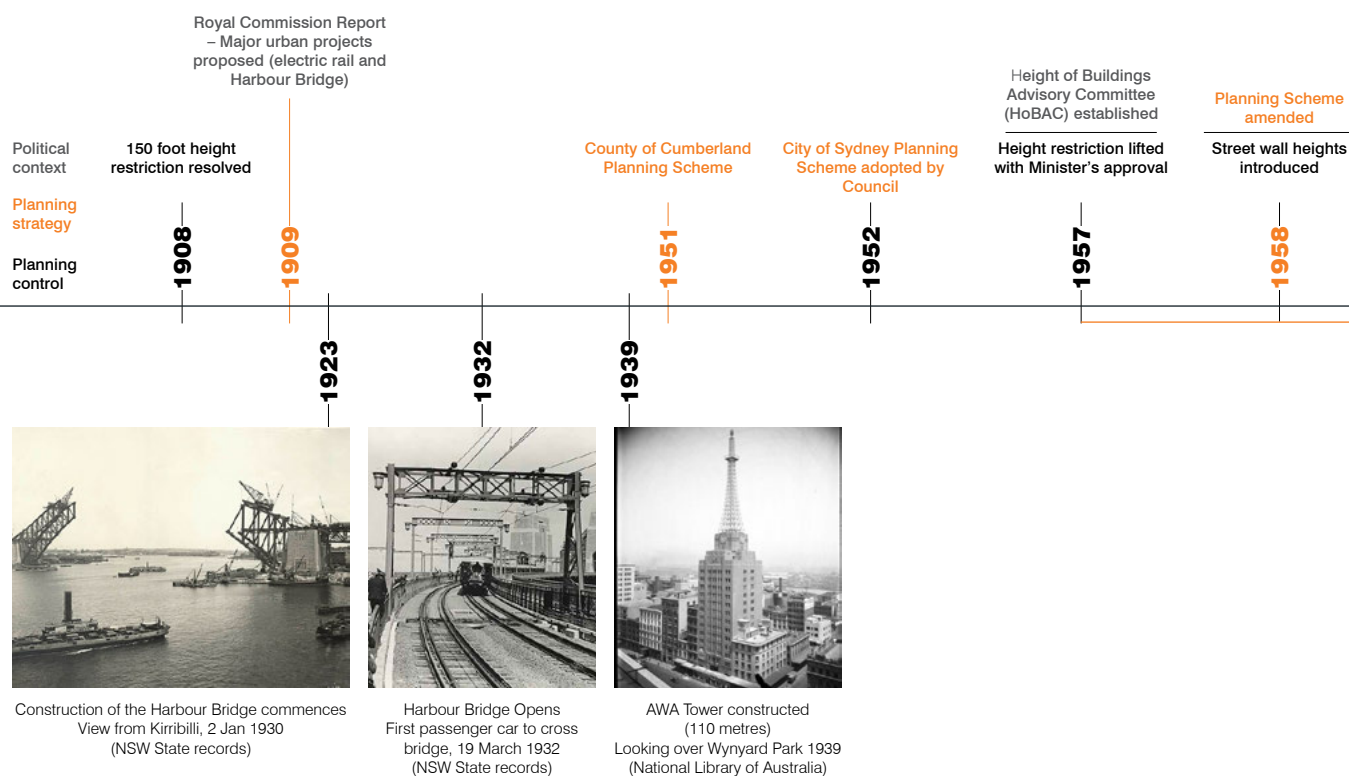 Royal Commission Report
– Major urban projects
proposed (electric rail and
Harbour Bridge)
Height of Buildings
Advisory Committee
(HoBAC) established
Planning Scheme
amended
Political
context
Planning
strategy
Planning
control
150 foot height
restriction resolved
County of Cumberland
Planning Scheme
City of Sydney Planning
Scheme adopted by
Council
Height restriction lifted
with Minister’s approval
Street wall heights
introduced
1908
1909
1951
1952
1957
1958
1923
1932
1939
Construction of the Harbour Bridge commences
View from Kirribilli, 2 Jan 1930
(NSW State records)
Harbour Bridge Opens
First passenger car to cross
bridge, 19 March 1932
(NSW State records)
AWA Tower constructed
(110 metres)
Looking over Wynyard Park 1939
(National Library of Australia)